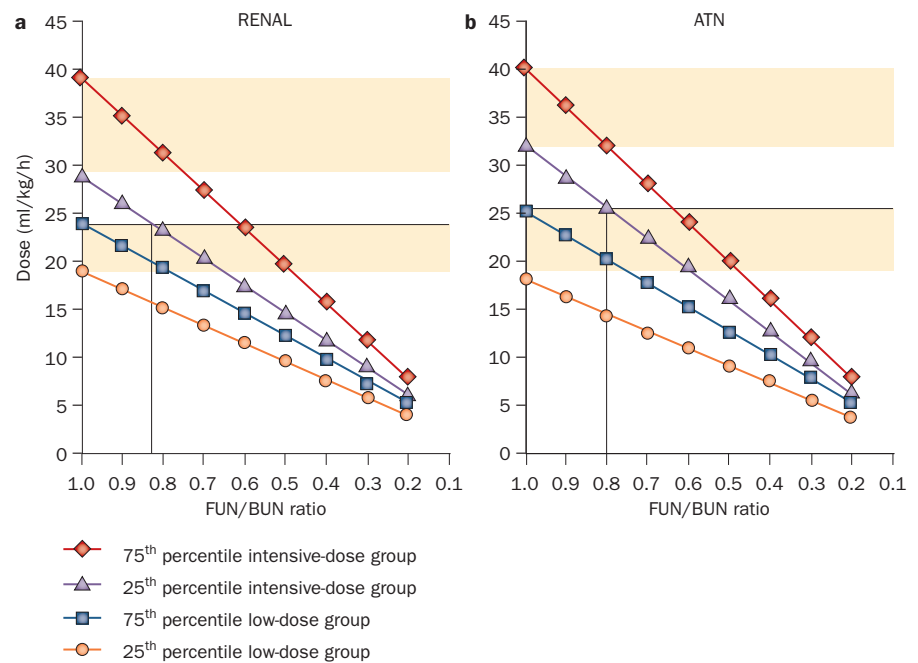 a RENAL
b ATN
Dose (ml/kg/h)
45
40
35
30
25
20
15
10
5
0
1.0 0.9 0.8 0.7 0.6 0.5 0.4 0.3 0.2 0.1
FUN/BUN ratio
45
40
35
30
25
20
15
10
5
0
1.0 0.9 0.8 0.7 0.6 0.5 0.4 0.3 0.2 0.1
FUN/BUN ratio
75th percentile intensive-dose group
25th percentile intensive-dose group
75th percentile low-dose group
25th percentile low-dose group